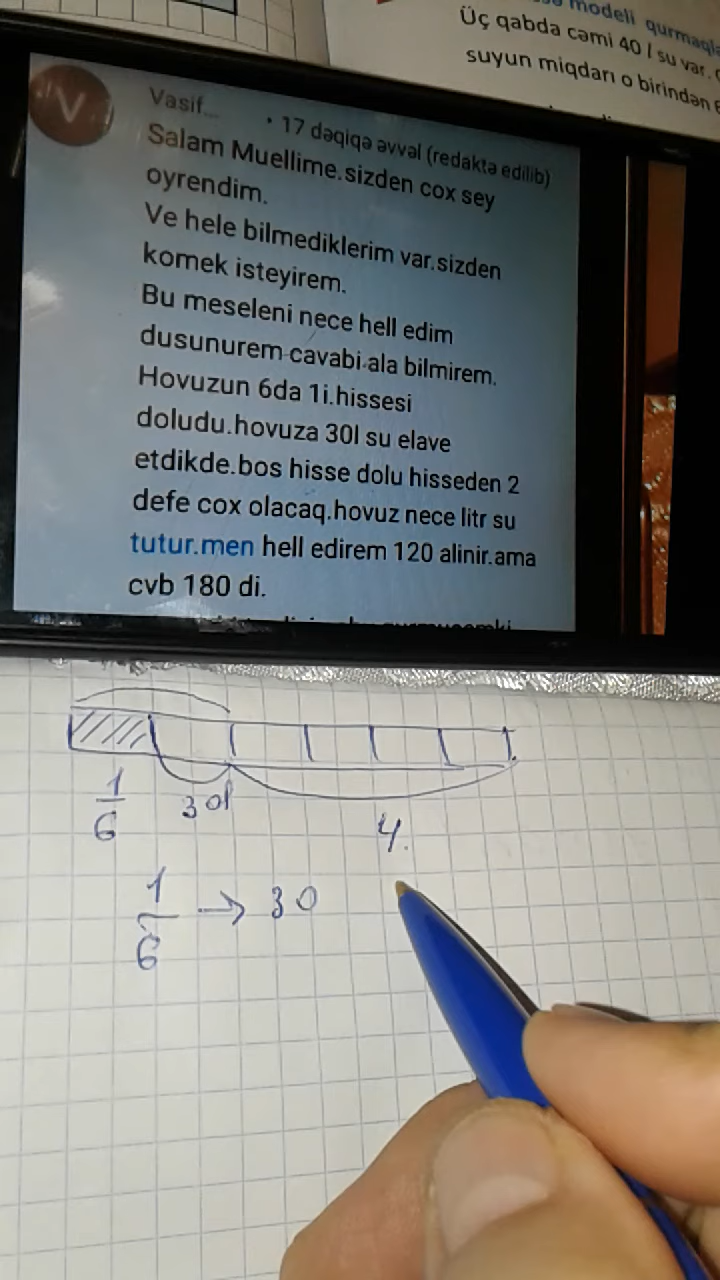 modeli qurmaqla
Üç qabda cəmi 40 l su var.
suyun miqdarı o birindən
V
Vasif... • 17 dəqiqə əvvəl (redaktə edilib)
Salam Muellime.sizden cox sey
oyrendim.
Ve hele bilmediklerim var.sizden
komek isteyirem.
Bu meseleni nece hell edim
dusunurem cavabi ala bilmirem.
Hovuzun 6da 1i.hissesi
doludu.hovuza 30l su elave
etdikde.bos hisse dolu hisseden 2
defe cox olacaq.hovuz nece litr su
tutur.men hell edirem 120 alinir.ama
cvb 180 di.
1/6 30l 4.
1/6 → 30